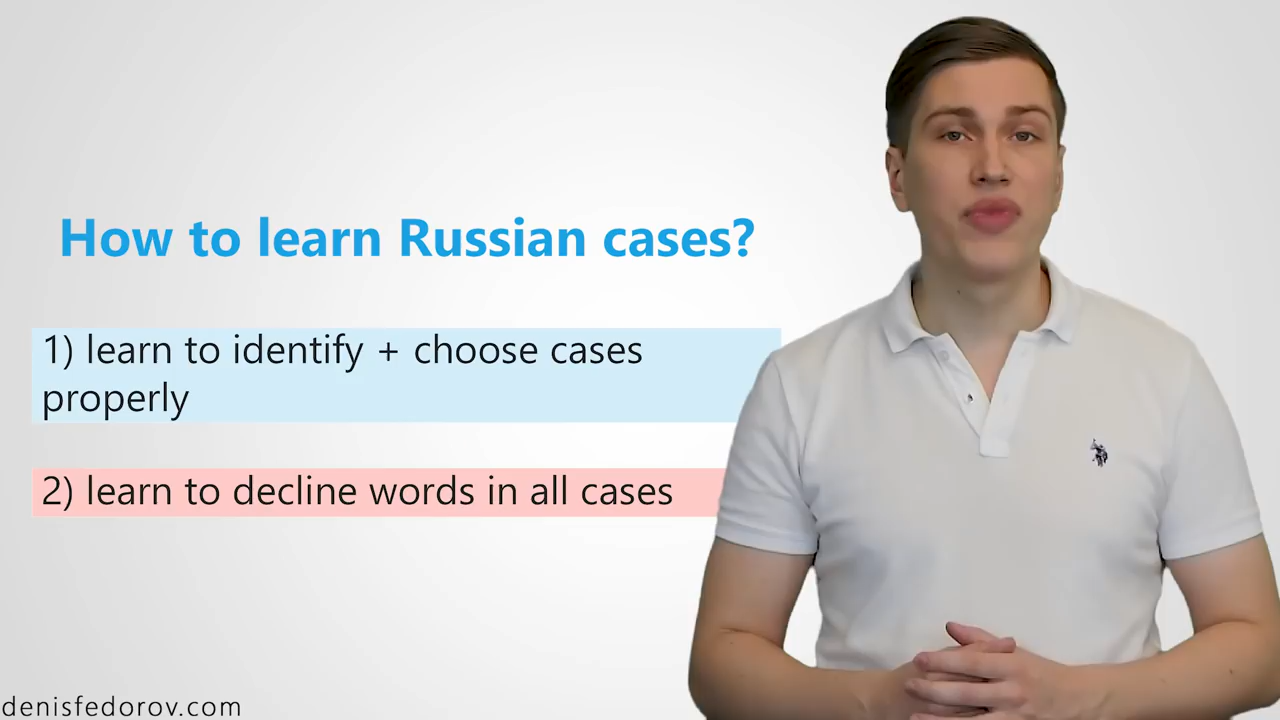 How to learn Russian cases?
1) learn to identify + choose cases
properly
2) learn to decline words in all cases
denisfedorov.com